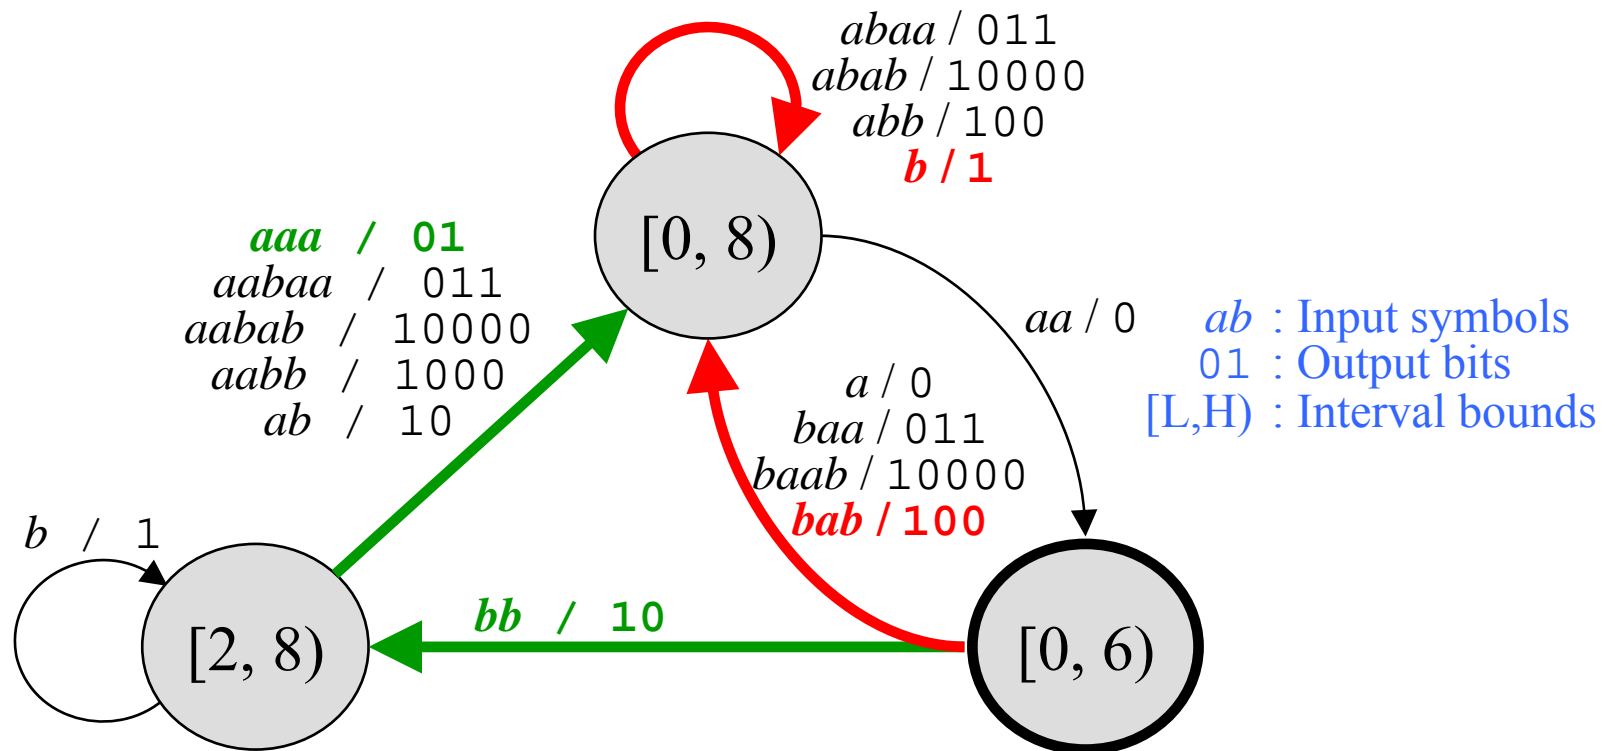 abaa / 011
abab / 10000
abb / 100
b / 1
[0, 8)
aaa / 01
aabaa / 011
aabab / 10000
aabb / 1000
ab / 10
aa / 0
ab : Input symbols
01 : Output bits
[L,H) : Interval bounds
a / 0
baa / 011
baab / 10000
bab / 100
b / 1
[2, 8)
bb / 10
[0, 6)